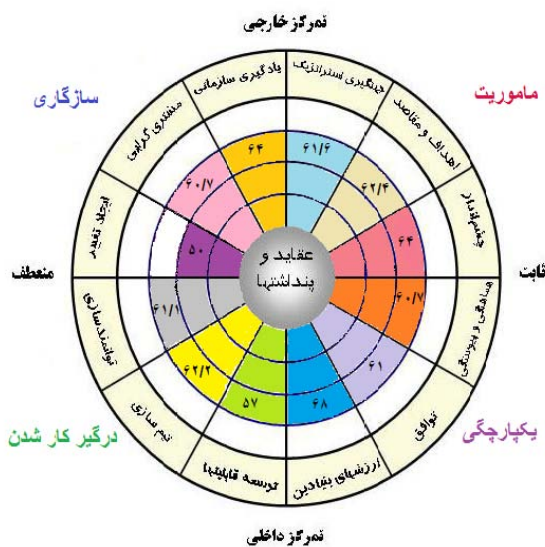 تمرکز خارجی
سازگاری
ماموریت
یادگیری سازمانی
جهتگیری استراتژیک
مشتری گرایی
اهداف و مقاصد
ایجاد تغییر
چشم‌انداز
۶۴
۶۱/۶
۶۰/۷
۶۲/۴
۵۰
۶۴
منعطف
عقاید و
پنداشتها
ثابت
۶۱/۱
۶۰/۷
۶۲/۲
۶۱
۵۷
۶۸
توانمندسازی
هماهنگی و پیوستگی
تیم سازی
توافق
توسعه قابلیتها
ارزشهای بنیادین
درگیر کار شدن
یکپارچگی
تمرکز داخلی